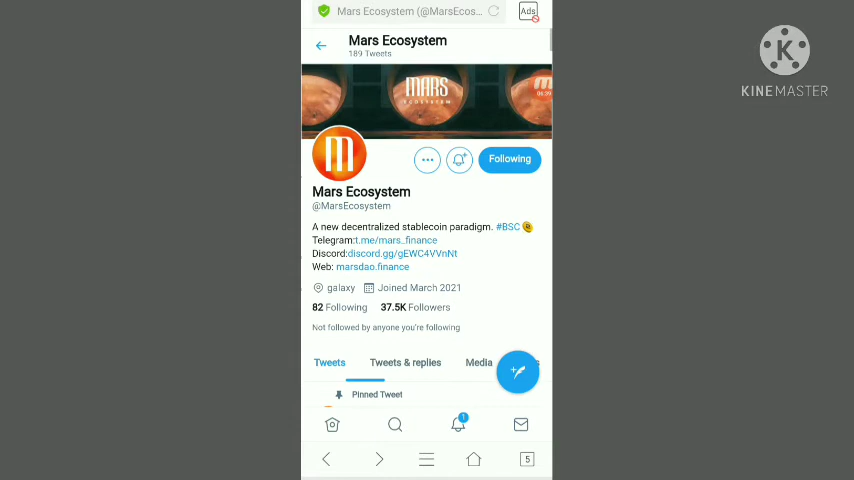 Mars Ecosystem (@MarsEcos...
Ads
Mars Ecosystem
189 Tweets
MARS
ECOSYSTEM
06:29
Following
Mars Ecosystem
@MarsEcosystem
A new decentralized stablecoin paradigm. #BSC
Telegram:t.me/mars_finance
Discord:discord.gg/gEWC4VVnNt
Web: marsdao.finance
galaxy Joined March 2021
82 Following 37.5K Followers
Not followed by anyone you're following
Tweets Tweets & replies Media
Pinned Tweet
1
5
K
KINEMASTER